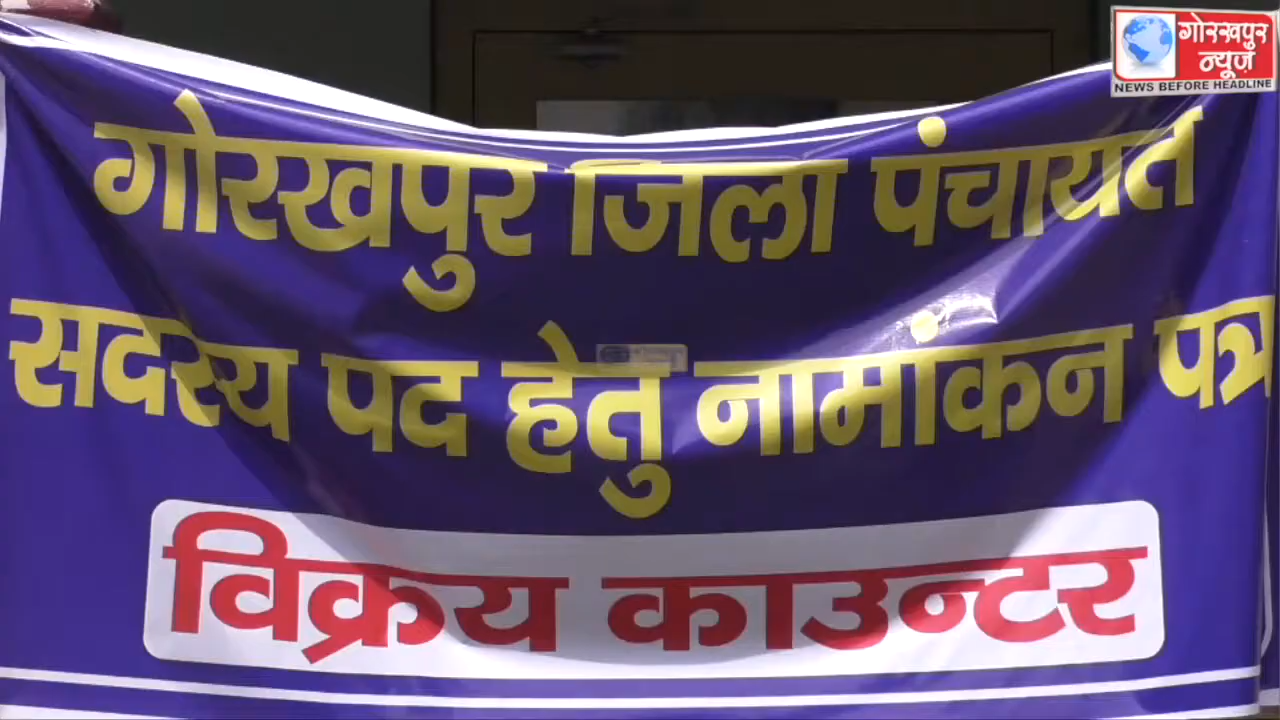 गोरखपुर
न्यूज़
NEWS BEFORE HEADLINE
गोरखपुर जिला पंचायत
सदस्य पद हेतु नामांकन पत्र
विक्रय काउन्टर